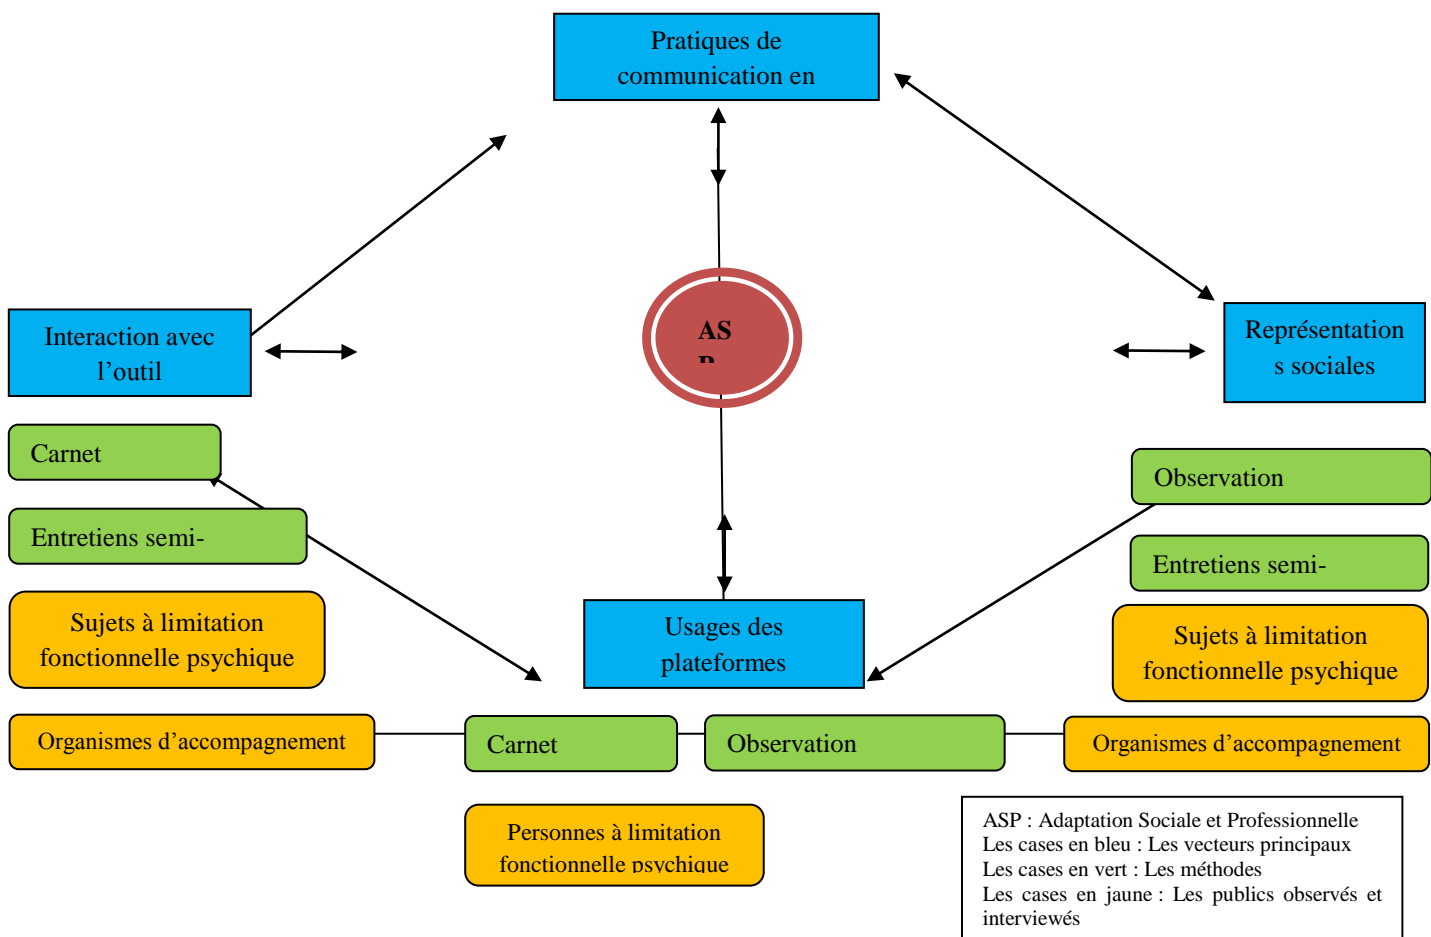 Pratiques de
communication en
Interaction avec
l’outil
AS
Représentation
s sociales
Carnet
Observation
Entretiens semi-
Entretiens semi-
Sujets à limitation
fonctionnelle psychique
Usages des
plateformes
Sujets à limitation
fonctionnelle psychique
Organismes d’accompagnement
Carnet
Observation
Organismes d’accompagnement
Personnes à limitation
fonctionnelle psychique
ASP : Adaptation Sociale et Professionnelle
Les cases en bleu : Les vecteurs principaux
Les cases en vert : Les méthodes
Les cases en jaune : Les publics observés et
interviewés